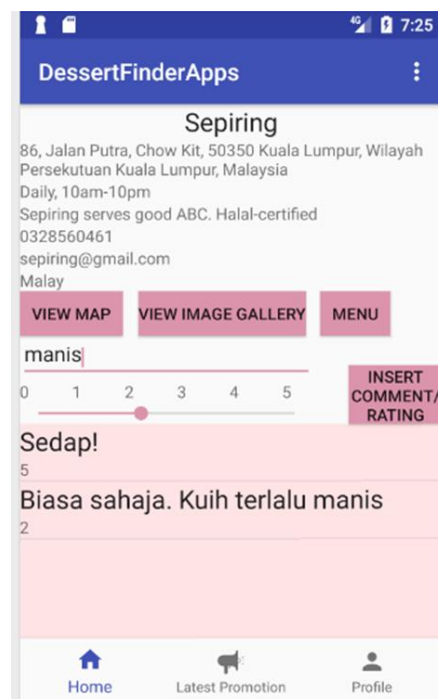 4G 7:25
DessertFinderApps
Sepiring
86, Jalan Putra, Chow Kit, 50350 Kuala Lumpur, Wilayah
Persekutuan Kuala Lumpur, Malaysia
Daily, 10am-10pm
Sepiring serves good ABC. Halal-certified
0328560461
sepiring@gmail.com
Malay
VIEW MAP VIEW IMAGE GALLERY MENU
manis
0 1 2 3 4 5
INSERT
COMMENT/
RATING
Sedap!
5
Biasa sahaja. Kuih terlalu manis
2
Home Latest Promotion Profile